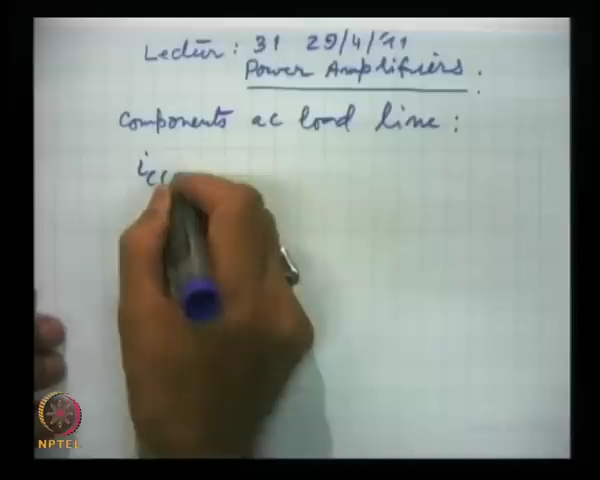 Lectur: 31 29/4/'11
Power Amplifiers.
Components ac load line:
NPTEL